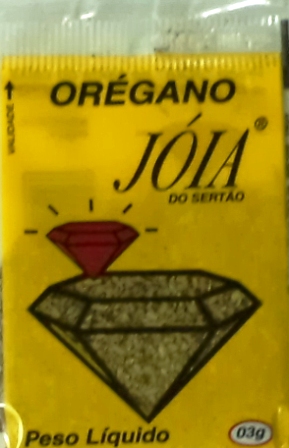 ORÉGANO
VALIDADE
JÓIA®
DO SERTÃO
Peso Líquido
03g